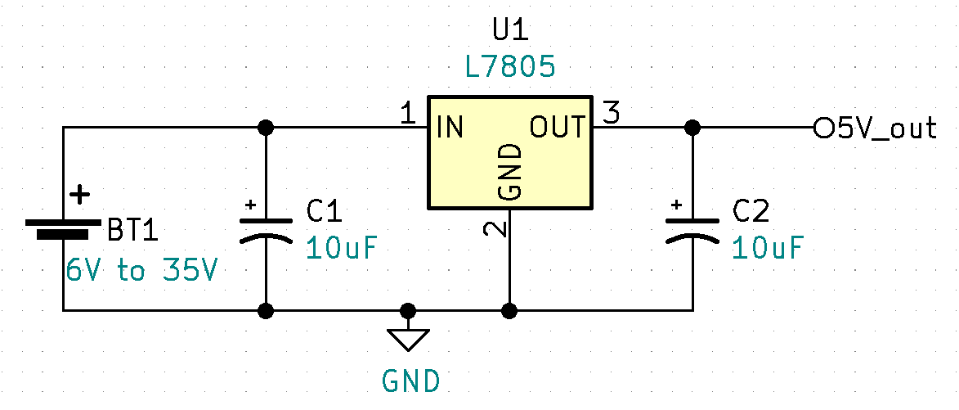 U1
L7805
1
IN
OUT
3
GND
2
5V_out
+
BT1
6V to 35V
+
C1
10uF
+
C2
10uF
GND